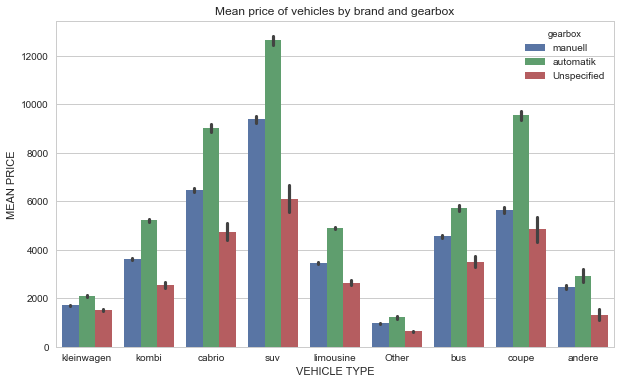 Mean price of vehicles by brand and gearbox
gearbox
manuell
automatik
Unspecified
MEAN PRICE
12000
10000
8000
6000
4000
2000
0
kleinwagen kombi cabrio suv limousine Other bus coupe andere
VEHICLE TYPE